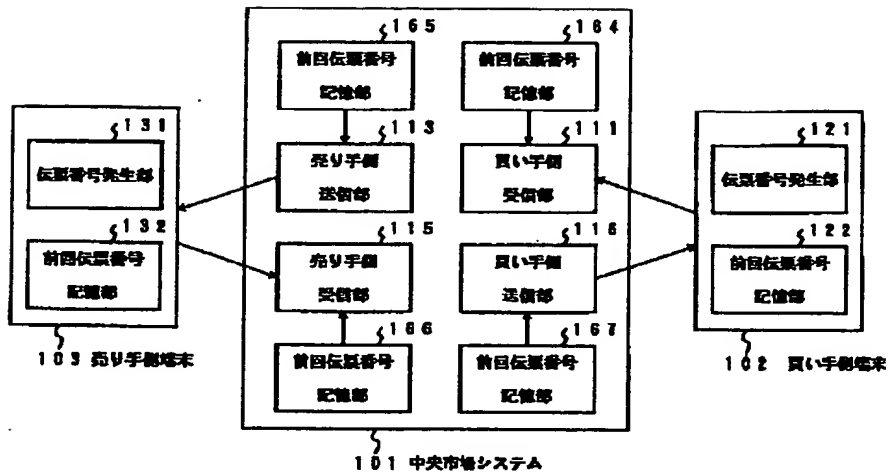 165
164
前回伝票番号
記憶部
前回伝票番号
記憶部
131
伝票番号発生部
113
売り手側
送信部
111
買い手側
受信部
121
伝票番号発生部
132
前回伝票番号
記憶部
115
売り手側
受信部
116
買い手側
送信部
122
前回伝票番号
記憶部
166
前回伝票番号
記憶部
167
前回伝票番号
記憶部
103 売り手側端末
102 買い手側端末
101 中央市場システム